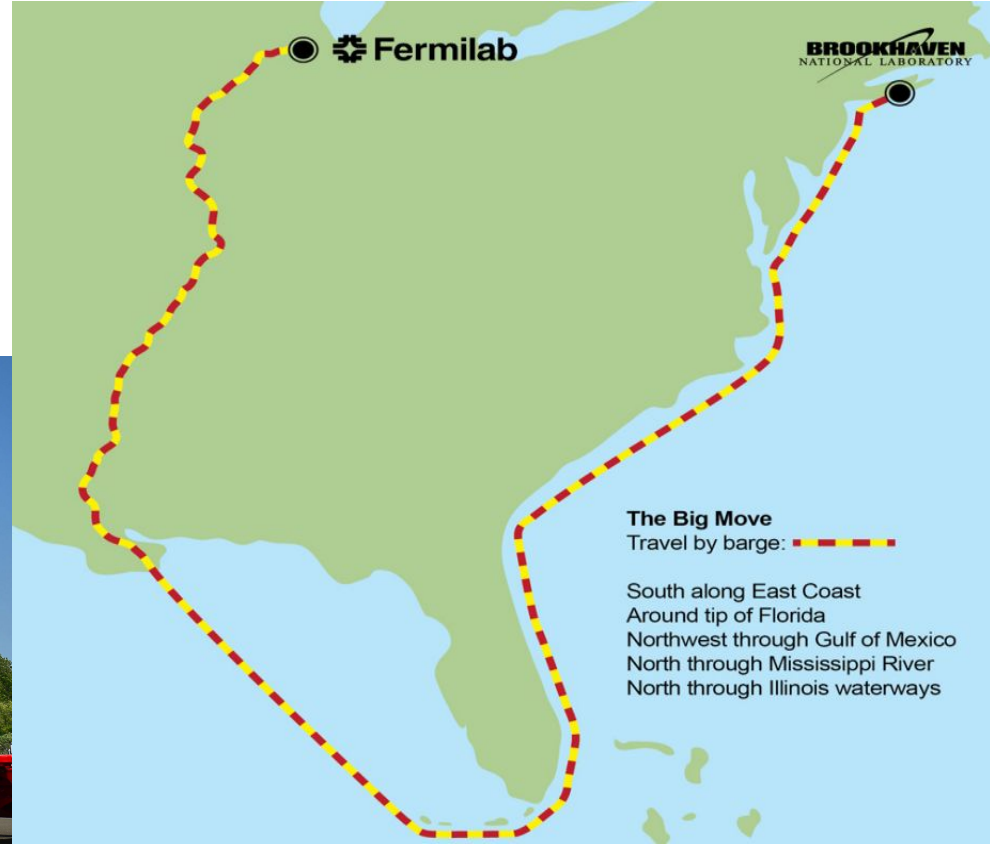 Fermilab
BROOKHAVEN
NATIONAL LABORATORY
The Big Move
Travel by barge:
South along East Coast
Around tip of Florida
Northwest through Gulf of Mexico
North through Mississippi River
North through Illinois waterways